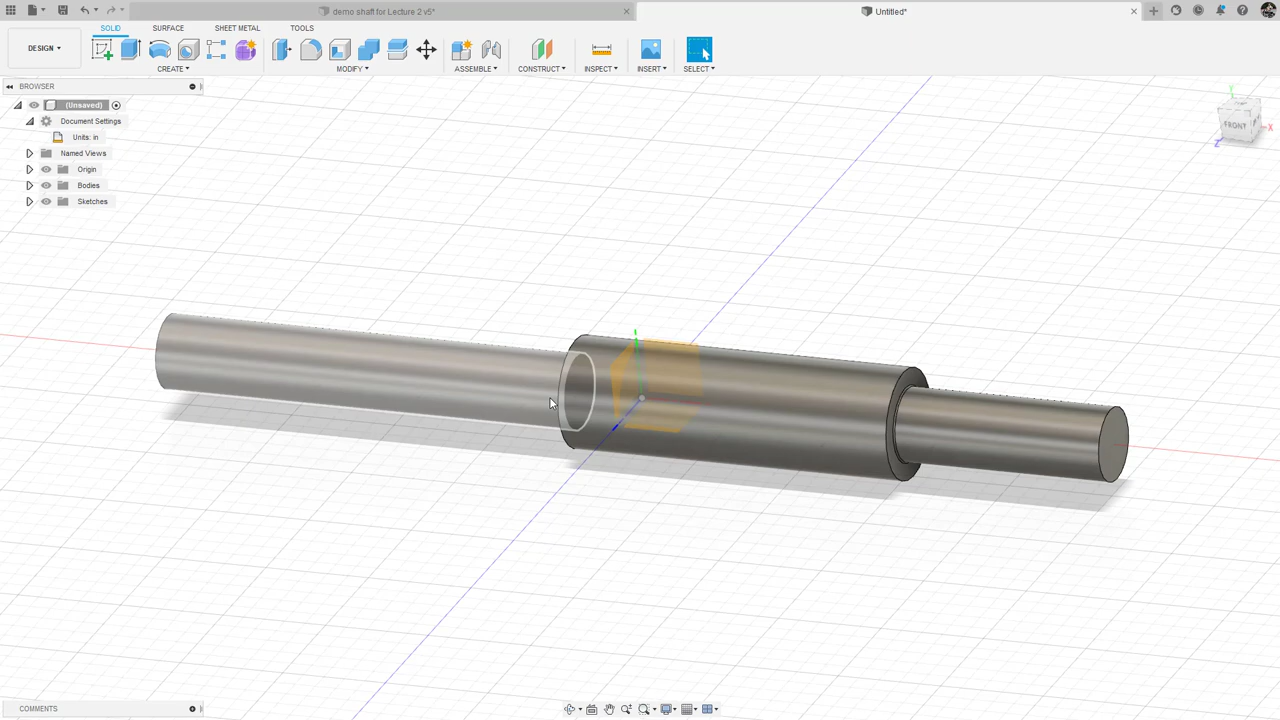 demo shaff for Lecture 2 v5*
Untitled*
DESIGN
SOLID
SURFACE
SHEET METAL
TOOLS
CREATE
MODIFY
ASSEMBLE
CONSTRUCT
INSPECT
INSERT
SELECT
BROWSER
(Unsaved)
Document Settings
Units: in
Named Views
Origin
Bodies
Sketches
Y
FRONT
X
Z
COMMENTS